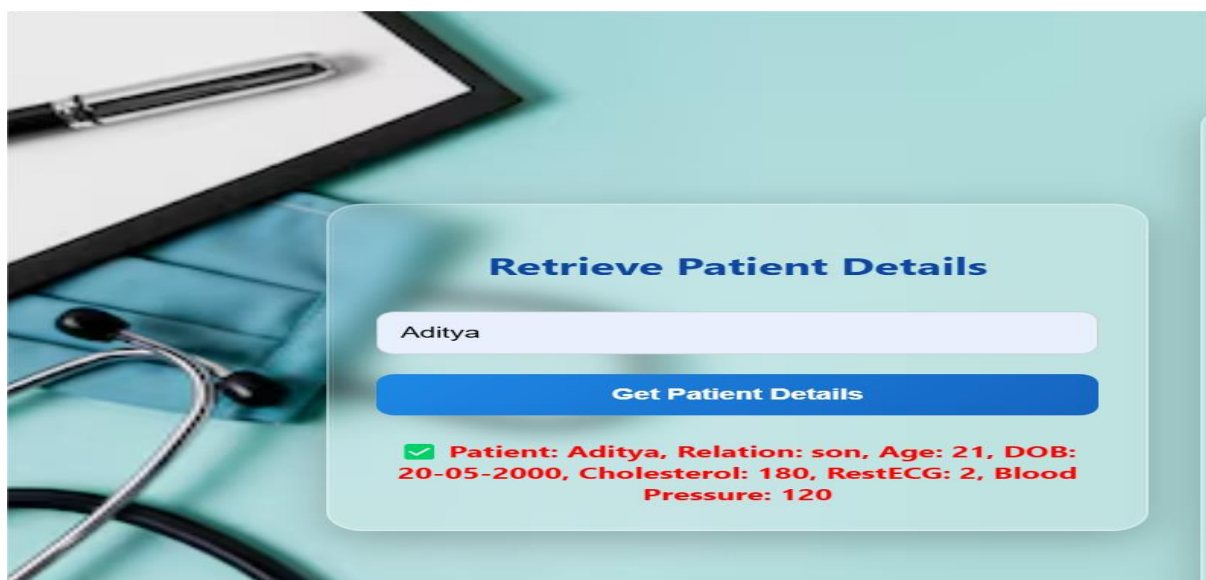 Retrieve Patient Details
Aditya
Get Patient Details
✅ Patient: Aditya, Relation: son, Age: 21, DOB:
20-05-2000, Cholesterol: 180, RestECG: 2, Blood
Pressure: 120